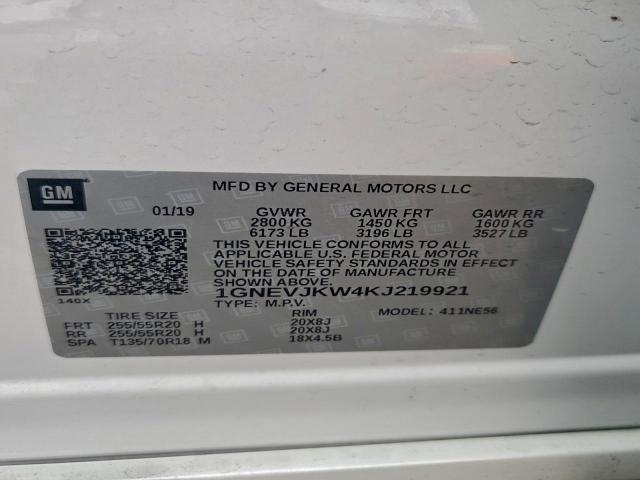 GM
MFD BY GENERAL MOTORS LLC
01/19 GVWR GAWR FRT GAWR RR
2800 KG 1450 KG 1600 KG
6173 LB 3196 LB 3527 LB
THIS VEHICLE CONFORMS TO ALL
APPLICABLE U.S. FEDERAL MOTOR
VEHICLE SAFETY STANDARDS IN EFFECT
ON THE DATE OF MANUFACTURE
SHOWN ABOVE.
140X 1GNEVJKW4KJ219921
TYPE: M.P.V.
TIRE SIZE RIM MODEL: 411NE56
FRT 255/55R20 H 20X8J
RR 255/55R20 H 20X8J
SPA T135/70R18 M 18X4.5B